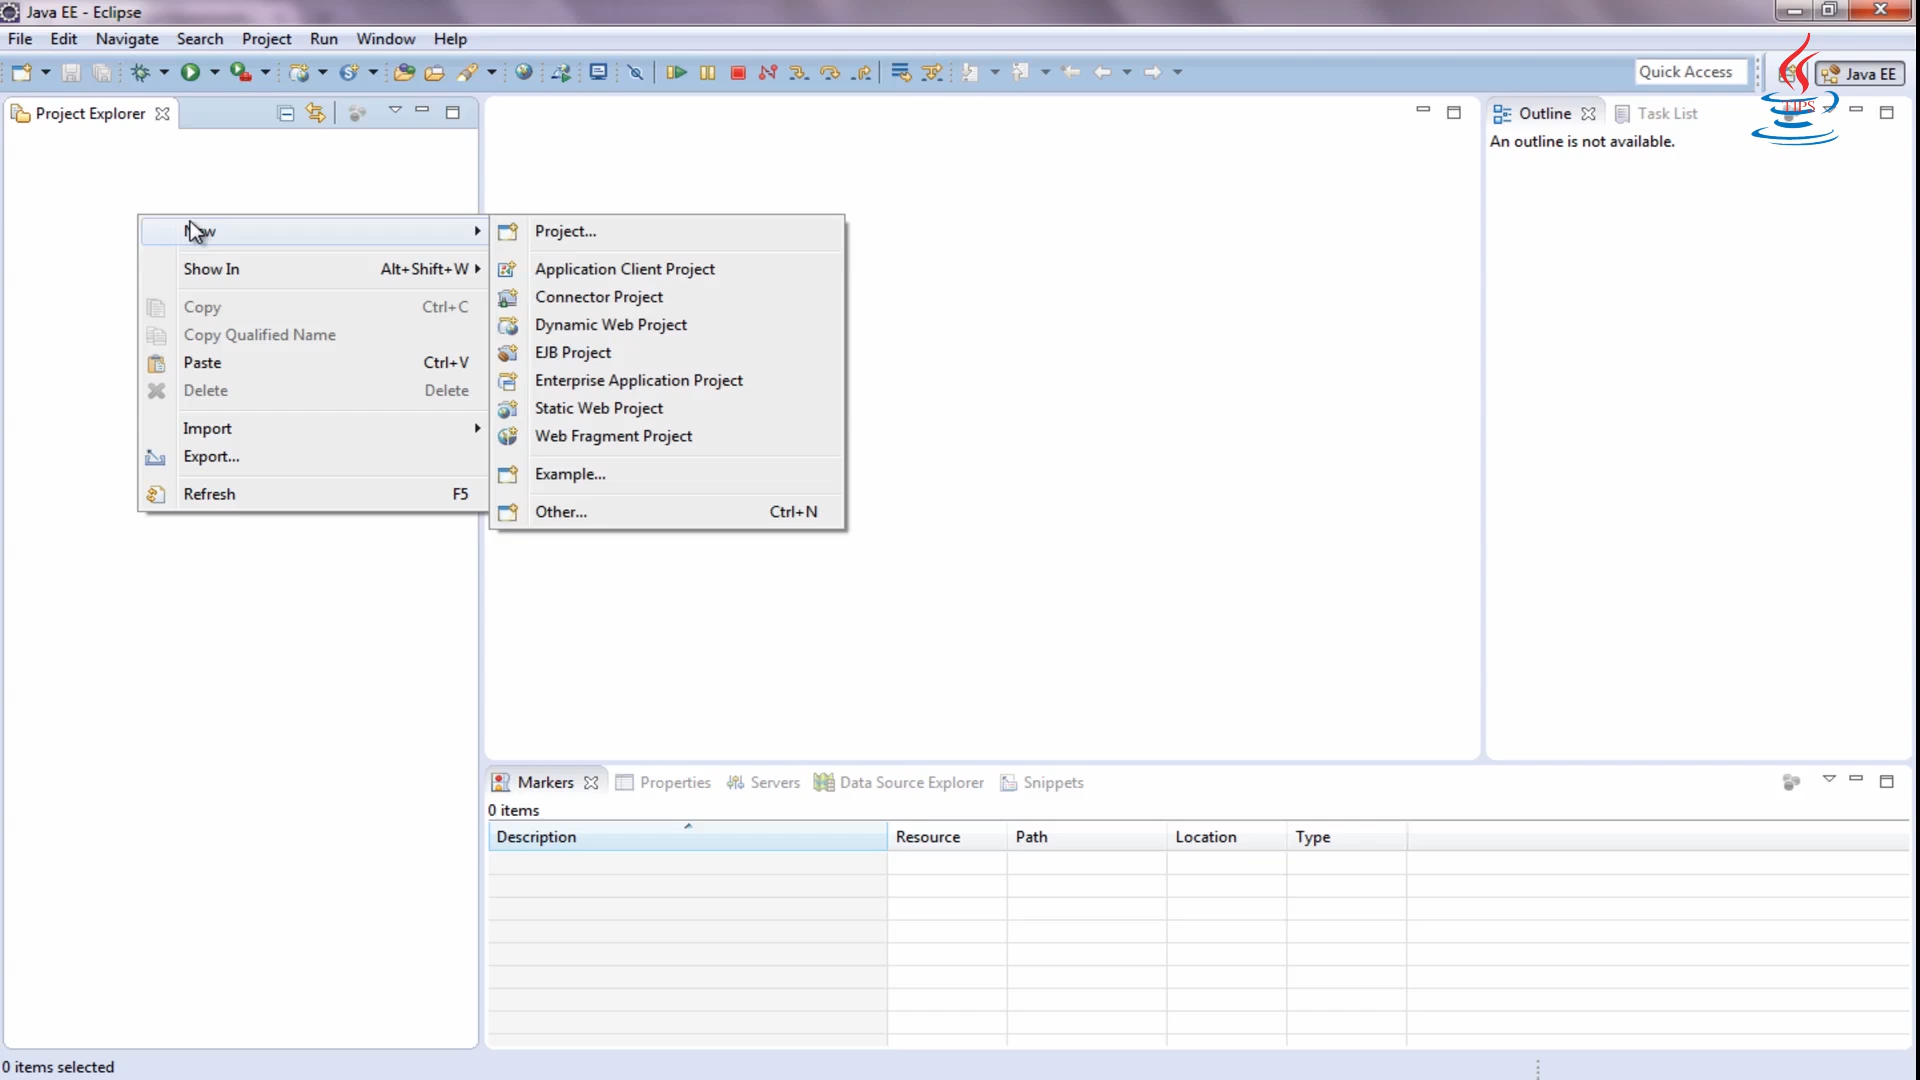 Java EE - Eclipse
File Edit Navigate Search Project Run Window Help
Quick Access
Java EE
TIPS
Project Explorer
Outline
Task List
An outline is not available.
New
Show In Alt+Shift+W
Copy Ctrl+C
Copy Qualified Name
Paste Ctrl+V
Delete Delete
Import
Export...
Refresh F5
Project...
Application Client Project
Connector Project
Dynamic Web Project
EJB Project
Enterprise Application Project
Static Web Project
Web Fragment Project
Example...
Other... Ctrl+N
Markers Properties Servers Data Source Explorer Snippets
0 items
Description Resource Path Location Type
0 items selected